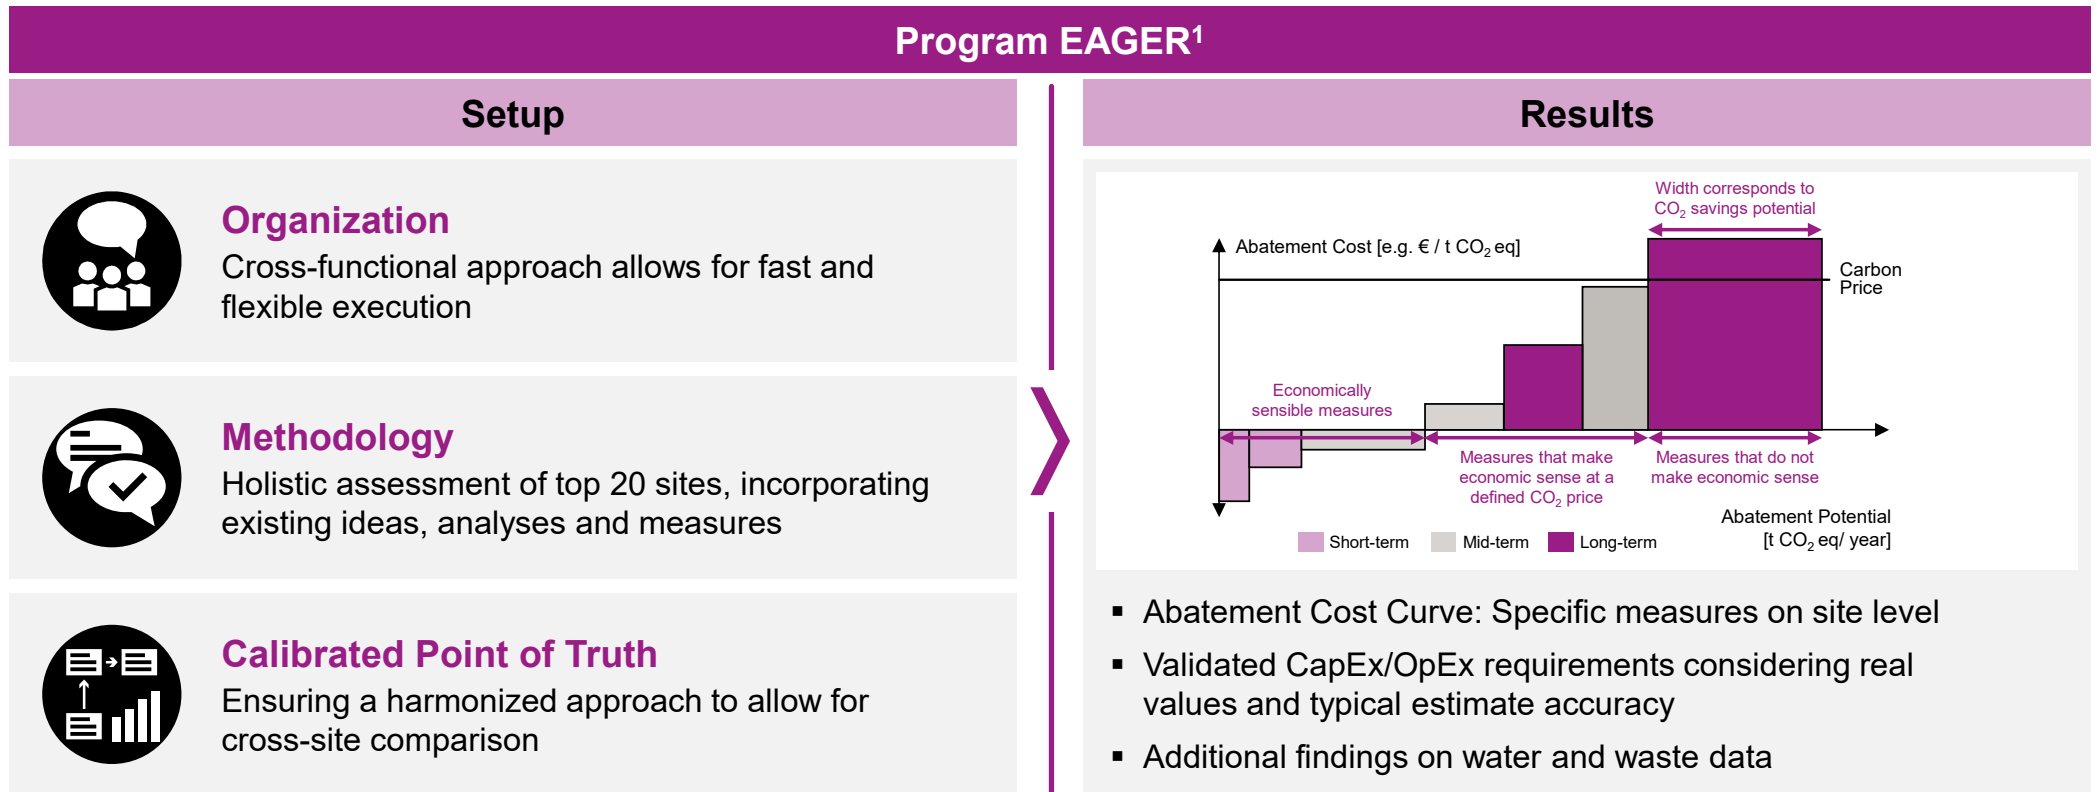 Program EAGER¹
Setup
Organization
Cross-functional approach allows for fast and
flexible execution
Methodology
Holistic assessment of top 20 sites, incorporating
existing ideas, analyses and measures
Calibrated Point of Truth
Ensuring a harmonized approach to allow for
cross-site comparison
Results
Width corresponds to
CO₂ savings potential
Abatement Cost [e.g. € / t CO₂ eq]
Carbon
Price
Economically
sensible measures
Measures that make
economic sense at a
defined CO₂ price
Measures that do not
make economic sense
Abatement Potential
[t CO₂ eq/ year]
Short-term
Mid-term
Long-term
▪ Abatement Cost Curve: Specific measures on site level
▪ Validated CapEx/OpEx requirements considering real
values and typical estimate accuracy
▪ Additional findings on water and waste data